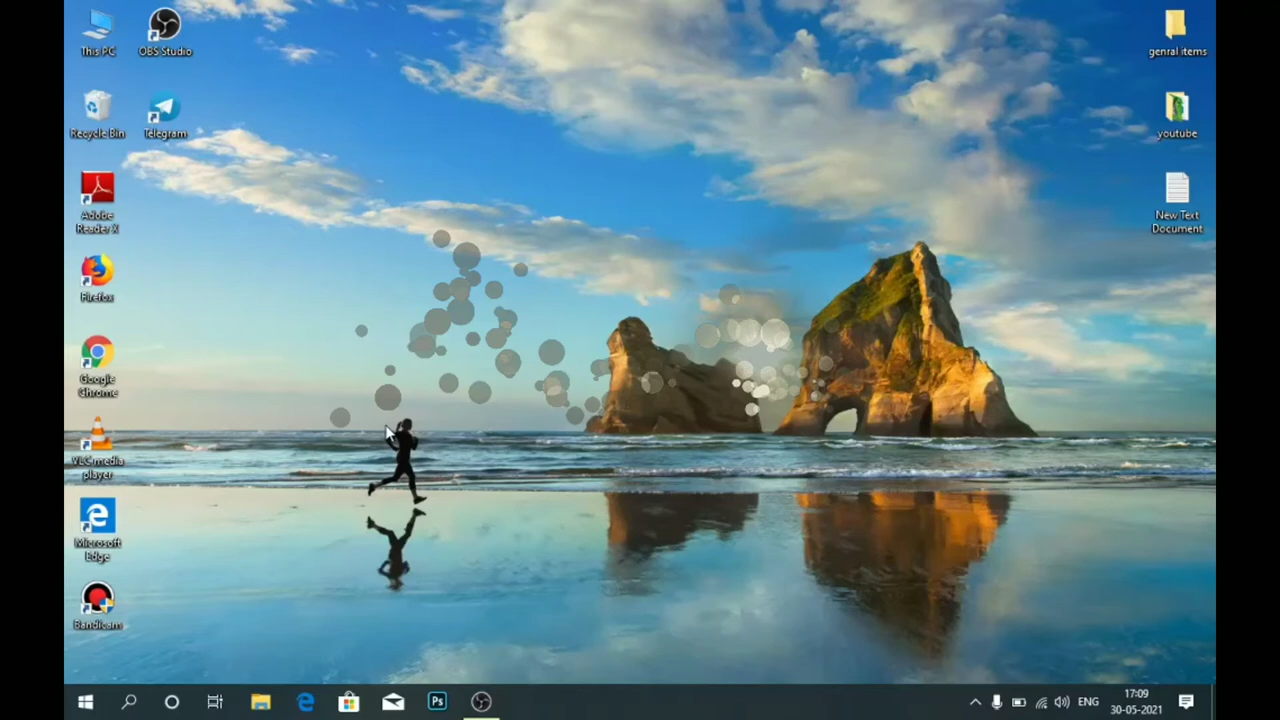 This PC
OBS Studio
genral items
Recycle Bin
Telegram
youtube
Adobe
Reader X
New Text
Document
Firefox
Google
Chrome
VLC media
player
Microsoft
Edge
Bandicam
Ps
ENG
17:09
30-05-2021